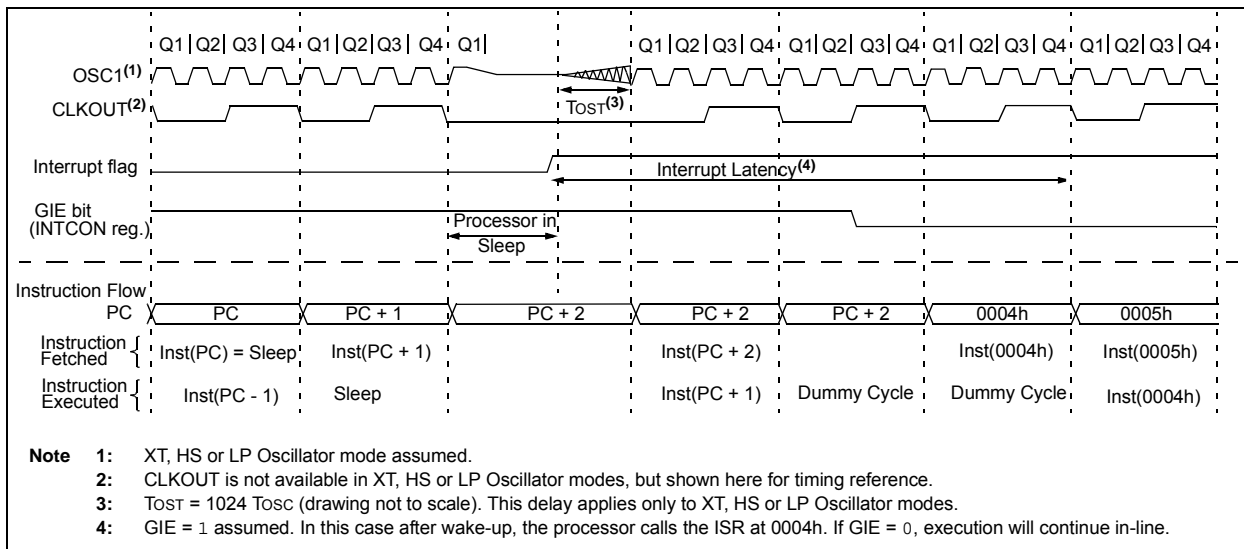 Q1 Q2 Q3 Q4 Q1 Q2 Q3 Q4 Q1 Q1 Q2 Q3 Q4 Q1 Q2 Q3 Q4 Q1 Q2 Q3 Q4 Q1 Q2 Q3 Q4
OSC1(1)
TOST(3)
CLKOUT(2)
Interrupt flag
Interrupt Latency(4)
GIE bit
(INTCON reg.)
Processor in
Sleep
Instruction Flow
PC PC PC + 1 PC + 2 PC + 2 PC + 2 0004h 0005h
Instruction
Fetched { Inst(PC) = Sleep Inst(PC + 1) Inst(PC + 2) Inst(0004h) Inst(0005h)
Instruction
Executed { Inst(PC - 1) Sleep Inst(PC + 1) Dummy Cycle Dummy Cycle Inst(0004h)
Note 1: XT, HS or LP Oscillator mode assumed.
2: CLKOUT is not available in XT, HS or LP Oscillator modes, but shown here for timing reference.
3: TOST = 1024 TOSC (drawing not to scale). This delay applies only to XT, HS or LP Oscillator modes.
4: GIE = 1 assumed. In this case after wake-up, the processor calls the ISR at 0004h. If GIE = 0, execution will continue in-line.